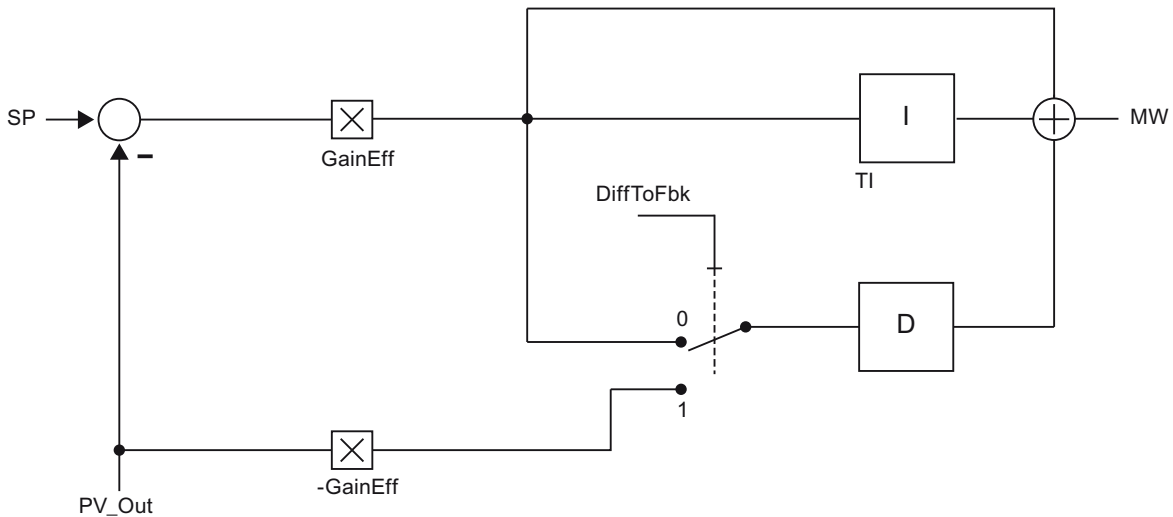 SP
GainEff
I
TI
MW
DiffToFbk
0
D
1
-GainEff
PV_Out